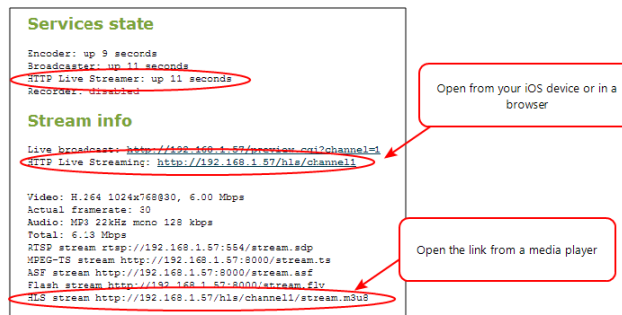 Services state
Encoder: up 9 seconds
Broadcaster: up 11 seconds
HTTP Live Streamer: up 11 seconds
Recorder: disabled
Stream info
Live broadcast: http://192.168.1.57/preview.cgi?channel=1
HTTP Live Streaming: http://192.168.1.57/hls/channel1
Video: H.264 1024x768@30, 6.00 Mbps
Actual framerate: 30
Audio: MP3 22kHz mono 128 kbps
Total: 6.13 Mbps
RTSP stream rtsp://192.168.1.57:554/stream.sdp
MPEG-TS stream http://192.168.1.57:8000/stream.ts
ASF stream http://192.168.1.57:8000/stream.asf
Flash stream http://192.168.1.57:8000/stream.flv
HLS stream http://192.168.1.57/hls/channel1/stream.m3u8
Open from your iOS device or in a
browser
Open the link from a media player